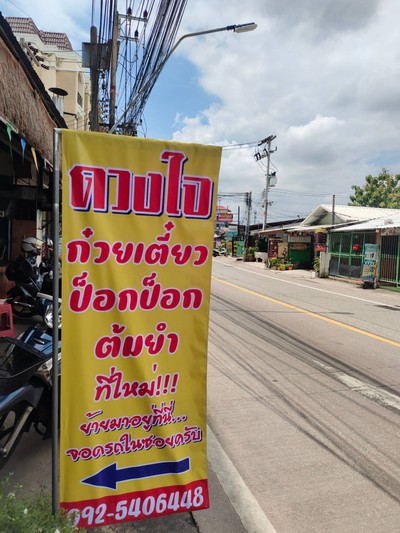 ดวงใจ
ก๋วยเตี๋ยว
ป็อกป็อก
ต้มยำ
ที่ใหม่!!!
ย้ายมาอยู่ที่นี่...
จอดรถในซอยครับ
092-5406448